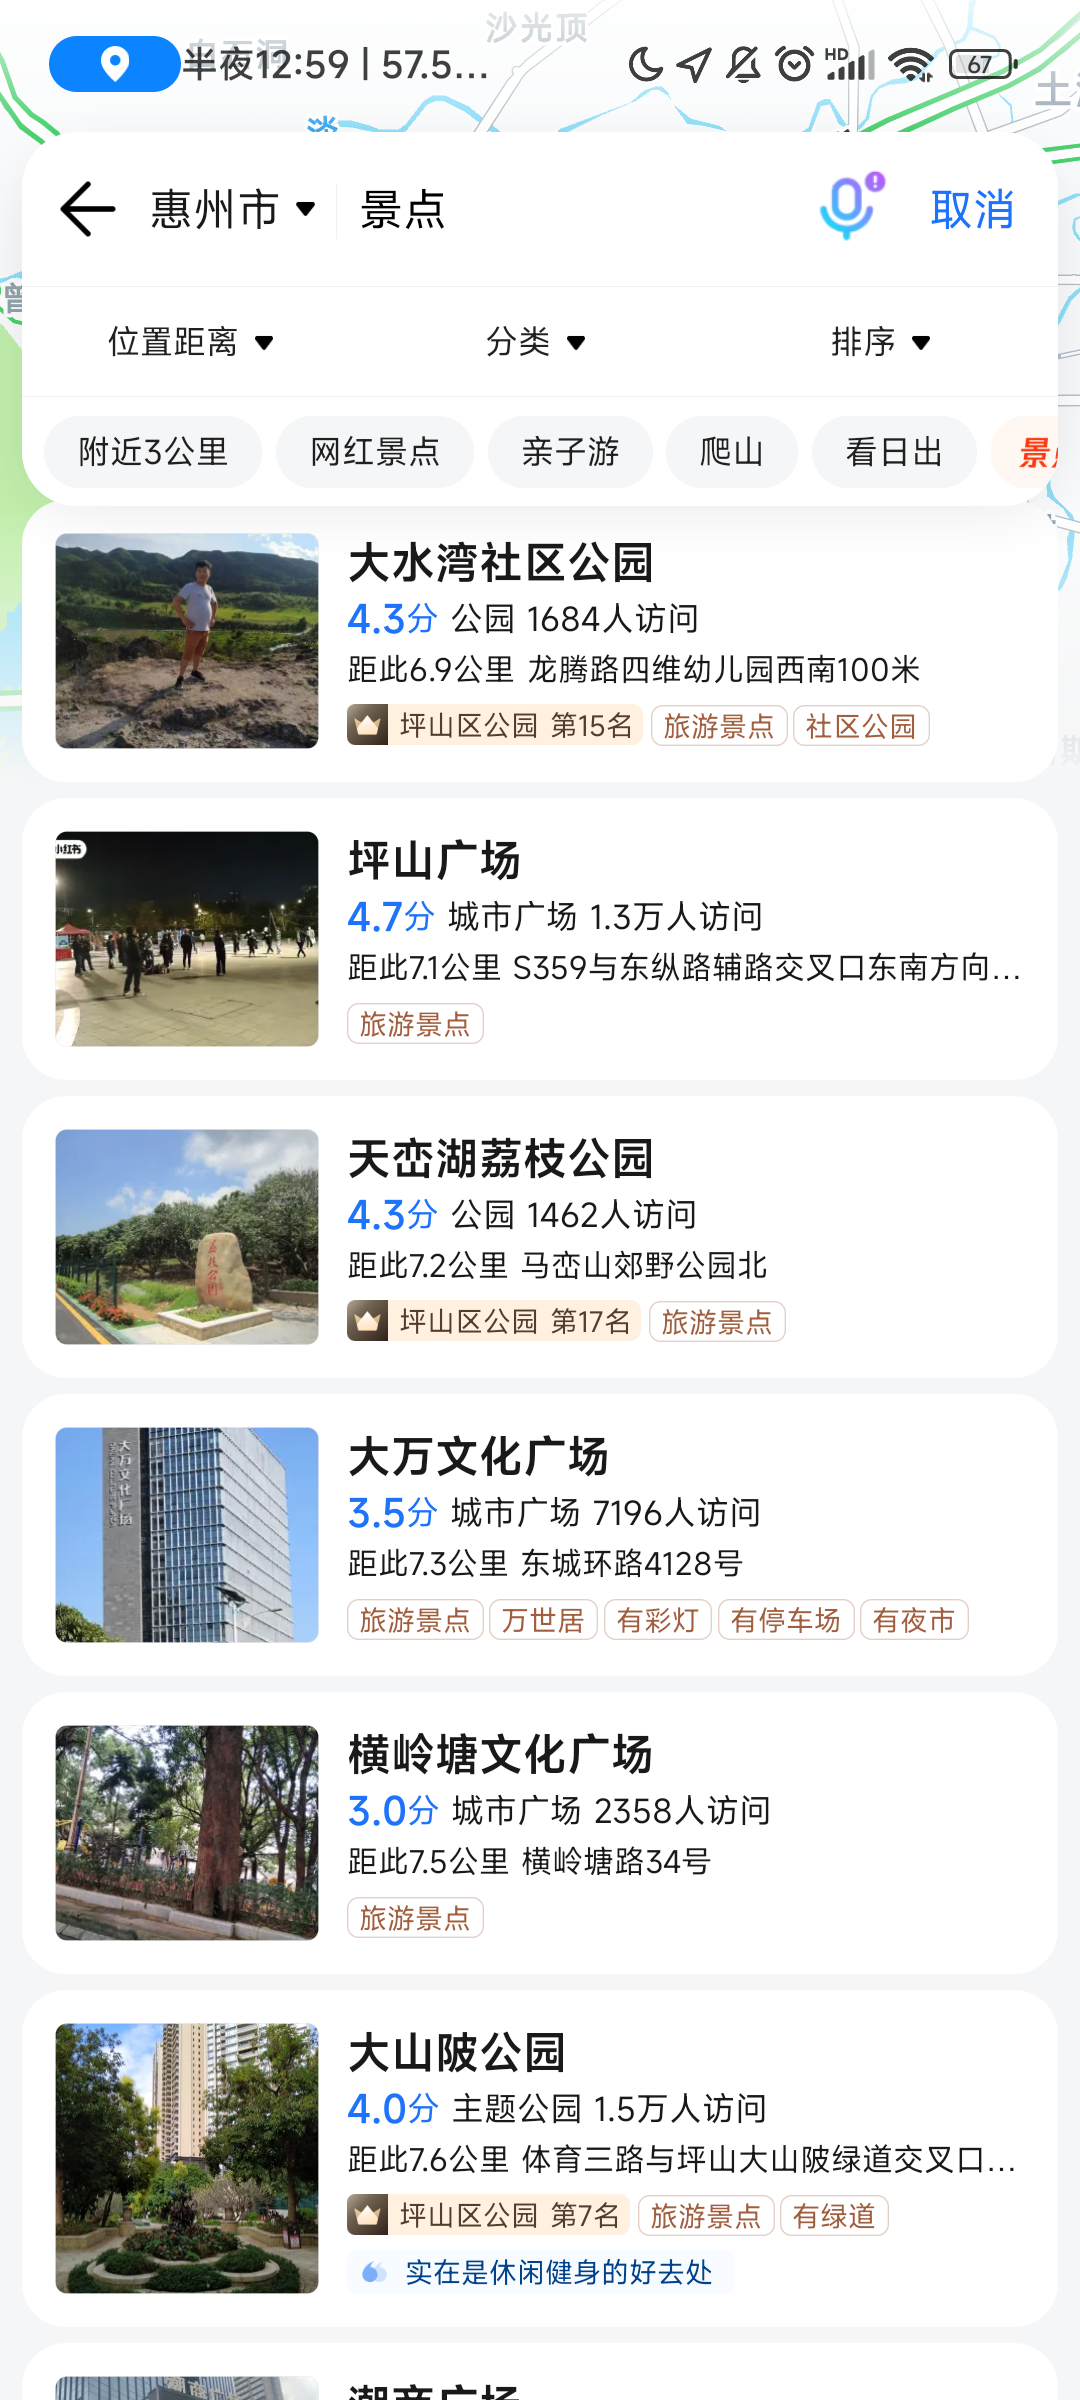 沙光顶
半夜12:59 | 57.5...
HD
67
淡
惠州市
景点
取消
位置距离
分类
排序
附近3公里
网红景点
亲子游
爬山
看日出
大水湾社区公园
4.3分 公园 1684人访问
距此6.9公里 龙腾路四维幼儿园西南100米
坪山区公园 第15名
旅游景点
社区公园
小红书
坪山广场
4.7分 城市广场 1.3万人访问
距此7.1公里 S359与东纵路辅路交叉口东南方向...
旅游景点
天峦湖荔枝公园
4.3分 公园 1462人访问
距此7.2公里 马峦山郊野公园北
坪山区公园 第17名
旅游景点
荔枝公园
大万文化广场
大万文化广场
3.5分 城市广场 7196人访问
距此7.3公里 东城环路4128号
旅游景点
万世居
有彩灯
有停车场
有夜市
横岭塘文化广场
3.0分 城市广场 2358人访问
距此7.5公里 横岭塘路34号
旅游景点
大山陂公园
4.0分 主题公园 1.5万人访问
距此7.6公里 体育三路与坪山大山陂绿道交叉口...
坪山区公园 第7名
旅游景点
有绿道
实在是休闲健身的好去处
潮商广场